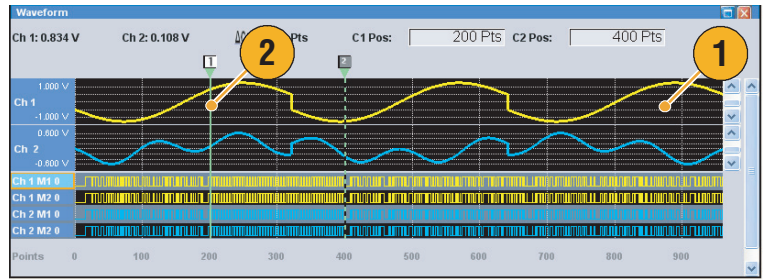 Waveform
Ch 1: 0.834 V Ch 2: 0.108 V Pts C1 Pos: 200 Pts C2 Pos: 400 Pts
2
1
1 2
1.000 V
Ch 1
-1.000 V
0.600 V
Ch 2
-0.600 V
Ch 1 M1 0
Ch 1 M2 0
Ch 2 M1 0
Ch 2 M2 0
Points 0 100 200 300 400 500 600 700 800 900